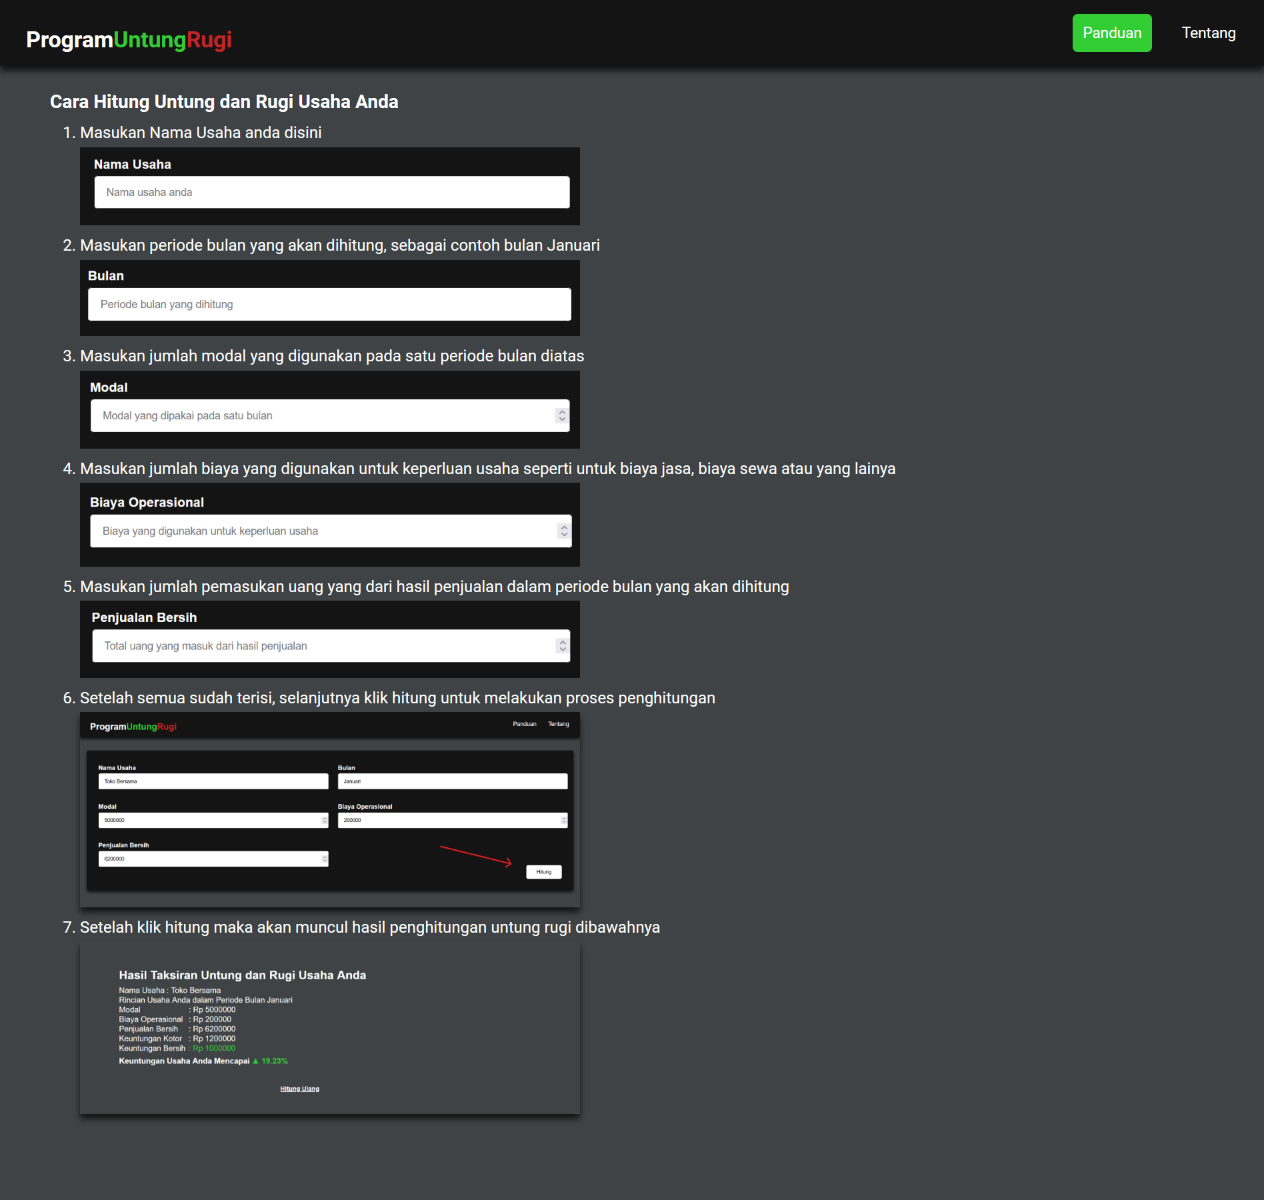 ProgramUntungRugi
Panduan
Tentang
Cara Hitung Untung dan Rugi Usaha Anda
1. Masukan Nama Usaha anda disini
Nama Usaha
Nama usaha anda
2. Masukan periode bulan yang akan dihitung, sebagai contoh bulan Januari
Bulan
Periode bulan yang dihitung
3. Masukan jumlah modal yang digunakan pada satu periode bulan diatas
Modal
Modal yang dipakai pada satu bulan
4. Masukan jumlah biaya yang digunakan untuk keperluan usaha seperti untuk biaya jasa, biaya sewa atau yang lainya
Biaya Operasional
Biaya yang digunakan untuk keperluan usaha
5. Masukan jumlah pemasukan uang yang dari hasil penjualan dalam periode bulan yang akan dihitung
Penjualan Bersih
Total uang yang masuk dari hasil penjualan
6. Setelah semua sudah terisi, selanjutnya klik hitung untuk melakukan proses penghitungan
ProgramUntungRugi
Panduan
Tentang
Nama Usaha
Bulan
Toko Bersama
Januari
Modal
Biaya Operasional
5000000
200000
Penjualan Bersih
6200000
Hitung
7. Setelah klik hitung maka akan muncul hasil penghitungan untung rugi dibawahnya
Hasil Taksiran Untung dan Rugi Usaha Anda
Nama Usaha : Toko Bersama
Rincian Usaha Anda dalam Periode Bulan Januari
Modal : Rp 5000000
Biaya Operasional : Rp 200000
Penjualan Bersih : Rp 6200000
Keuntungan Kotor : Rp 1200000
Keuntungan Bersih : Rp 1000000
Keuntungan Usaha Anda Mencapai ▲ 19.23%
Hitung Ulang